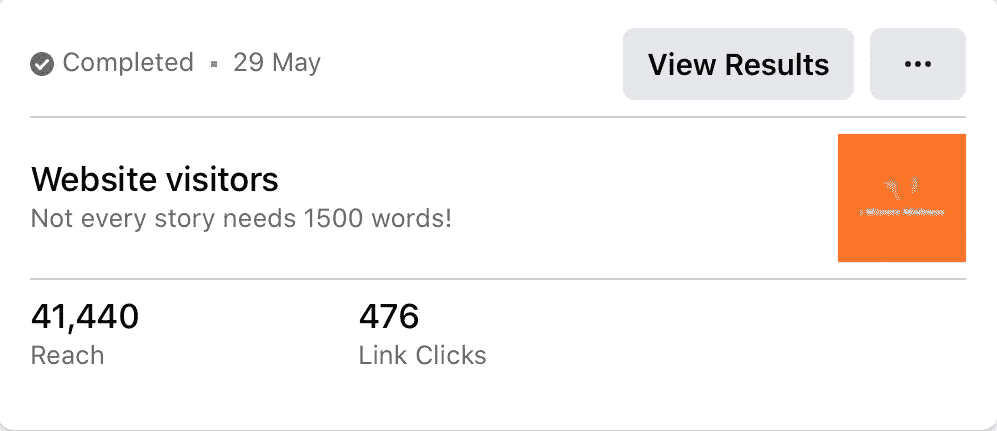 Completed · 29 May
View Results
...
Website visitors
Not every story needs 1500 words!
41,440
476
Reach
Link Clicks